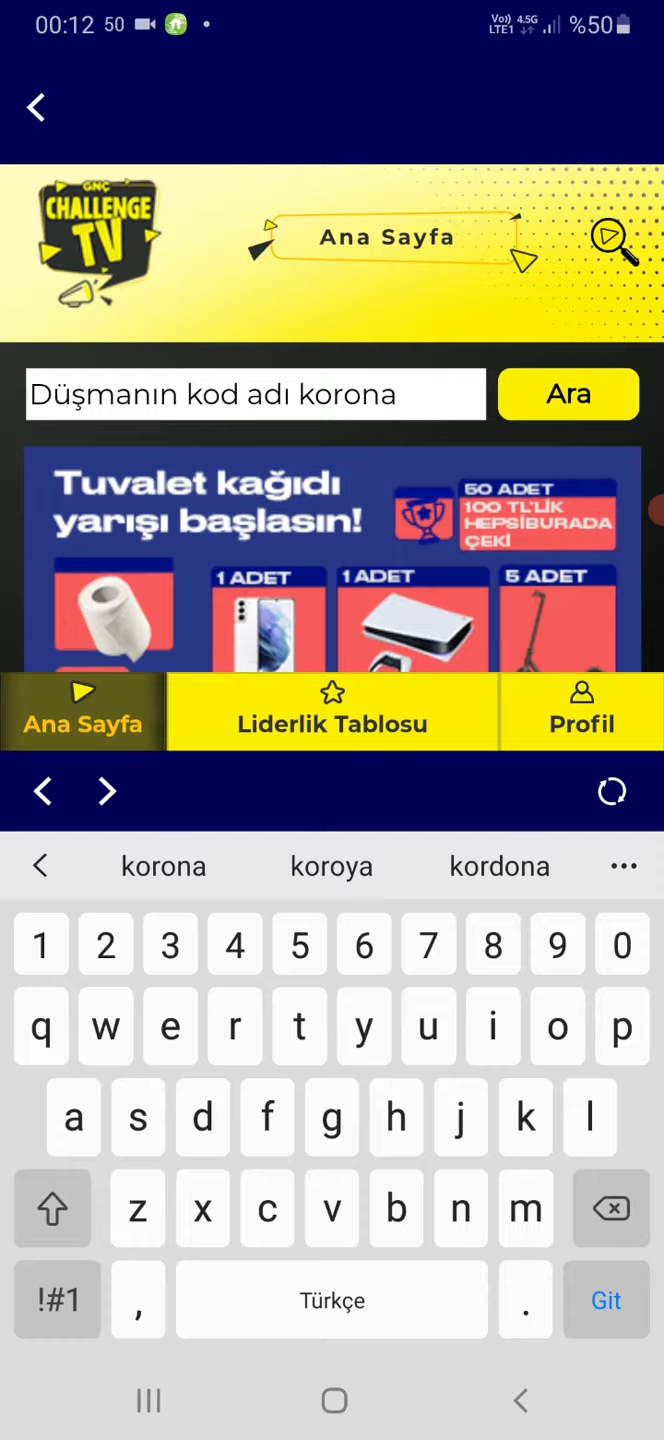 00:12 50
Vo)) 4.5G
LTE1
%50
GNÇ
CHALLENGE
TV
Ana Sayfa
Düşmanın kod adı korona
Ara
Tuvalet kağıdı
yarışı başlasın!
50 ADET
100 TL'LİK
HEPSİBURADA
ÇEKİ
1 ADET
1 ADET
5 ADET
Ana Sayfa
Liderlik Tablosu
Profil
korona koroya kordona
1 2 3 4 5 6 7 8 9 0
q w e r t y u i o p
a s d f g h j k l
z x c v b n m
!#1 , Türkçe . Git